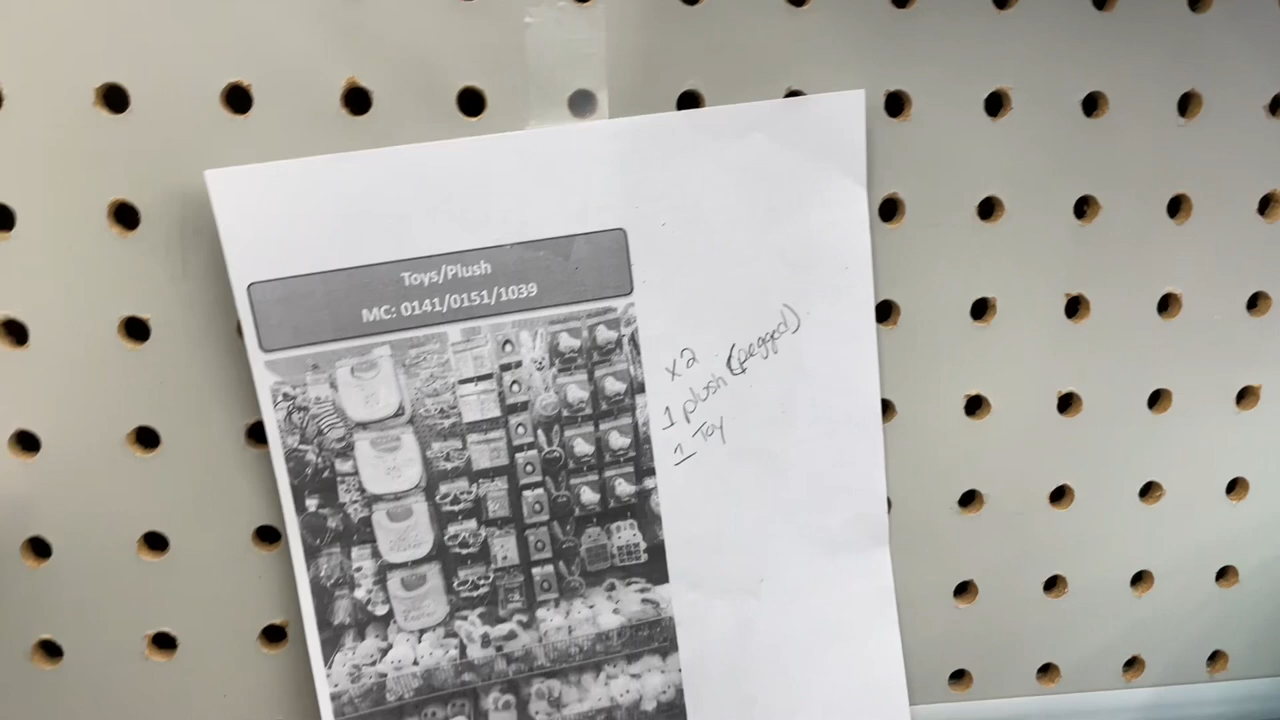 Toys/Plush
MC: 0141/0151/1039
x2
1 plush (pegged)
1 Toy